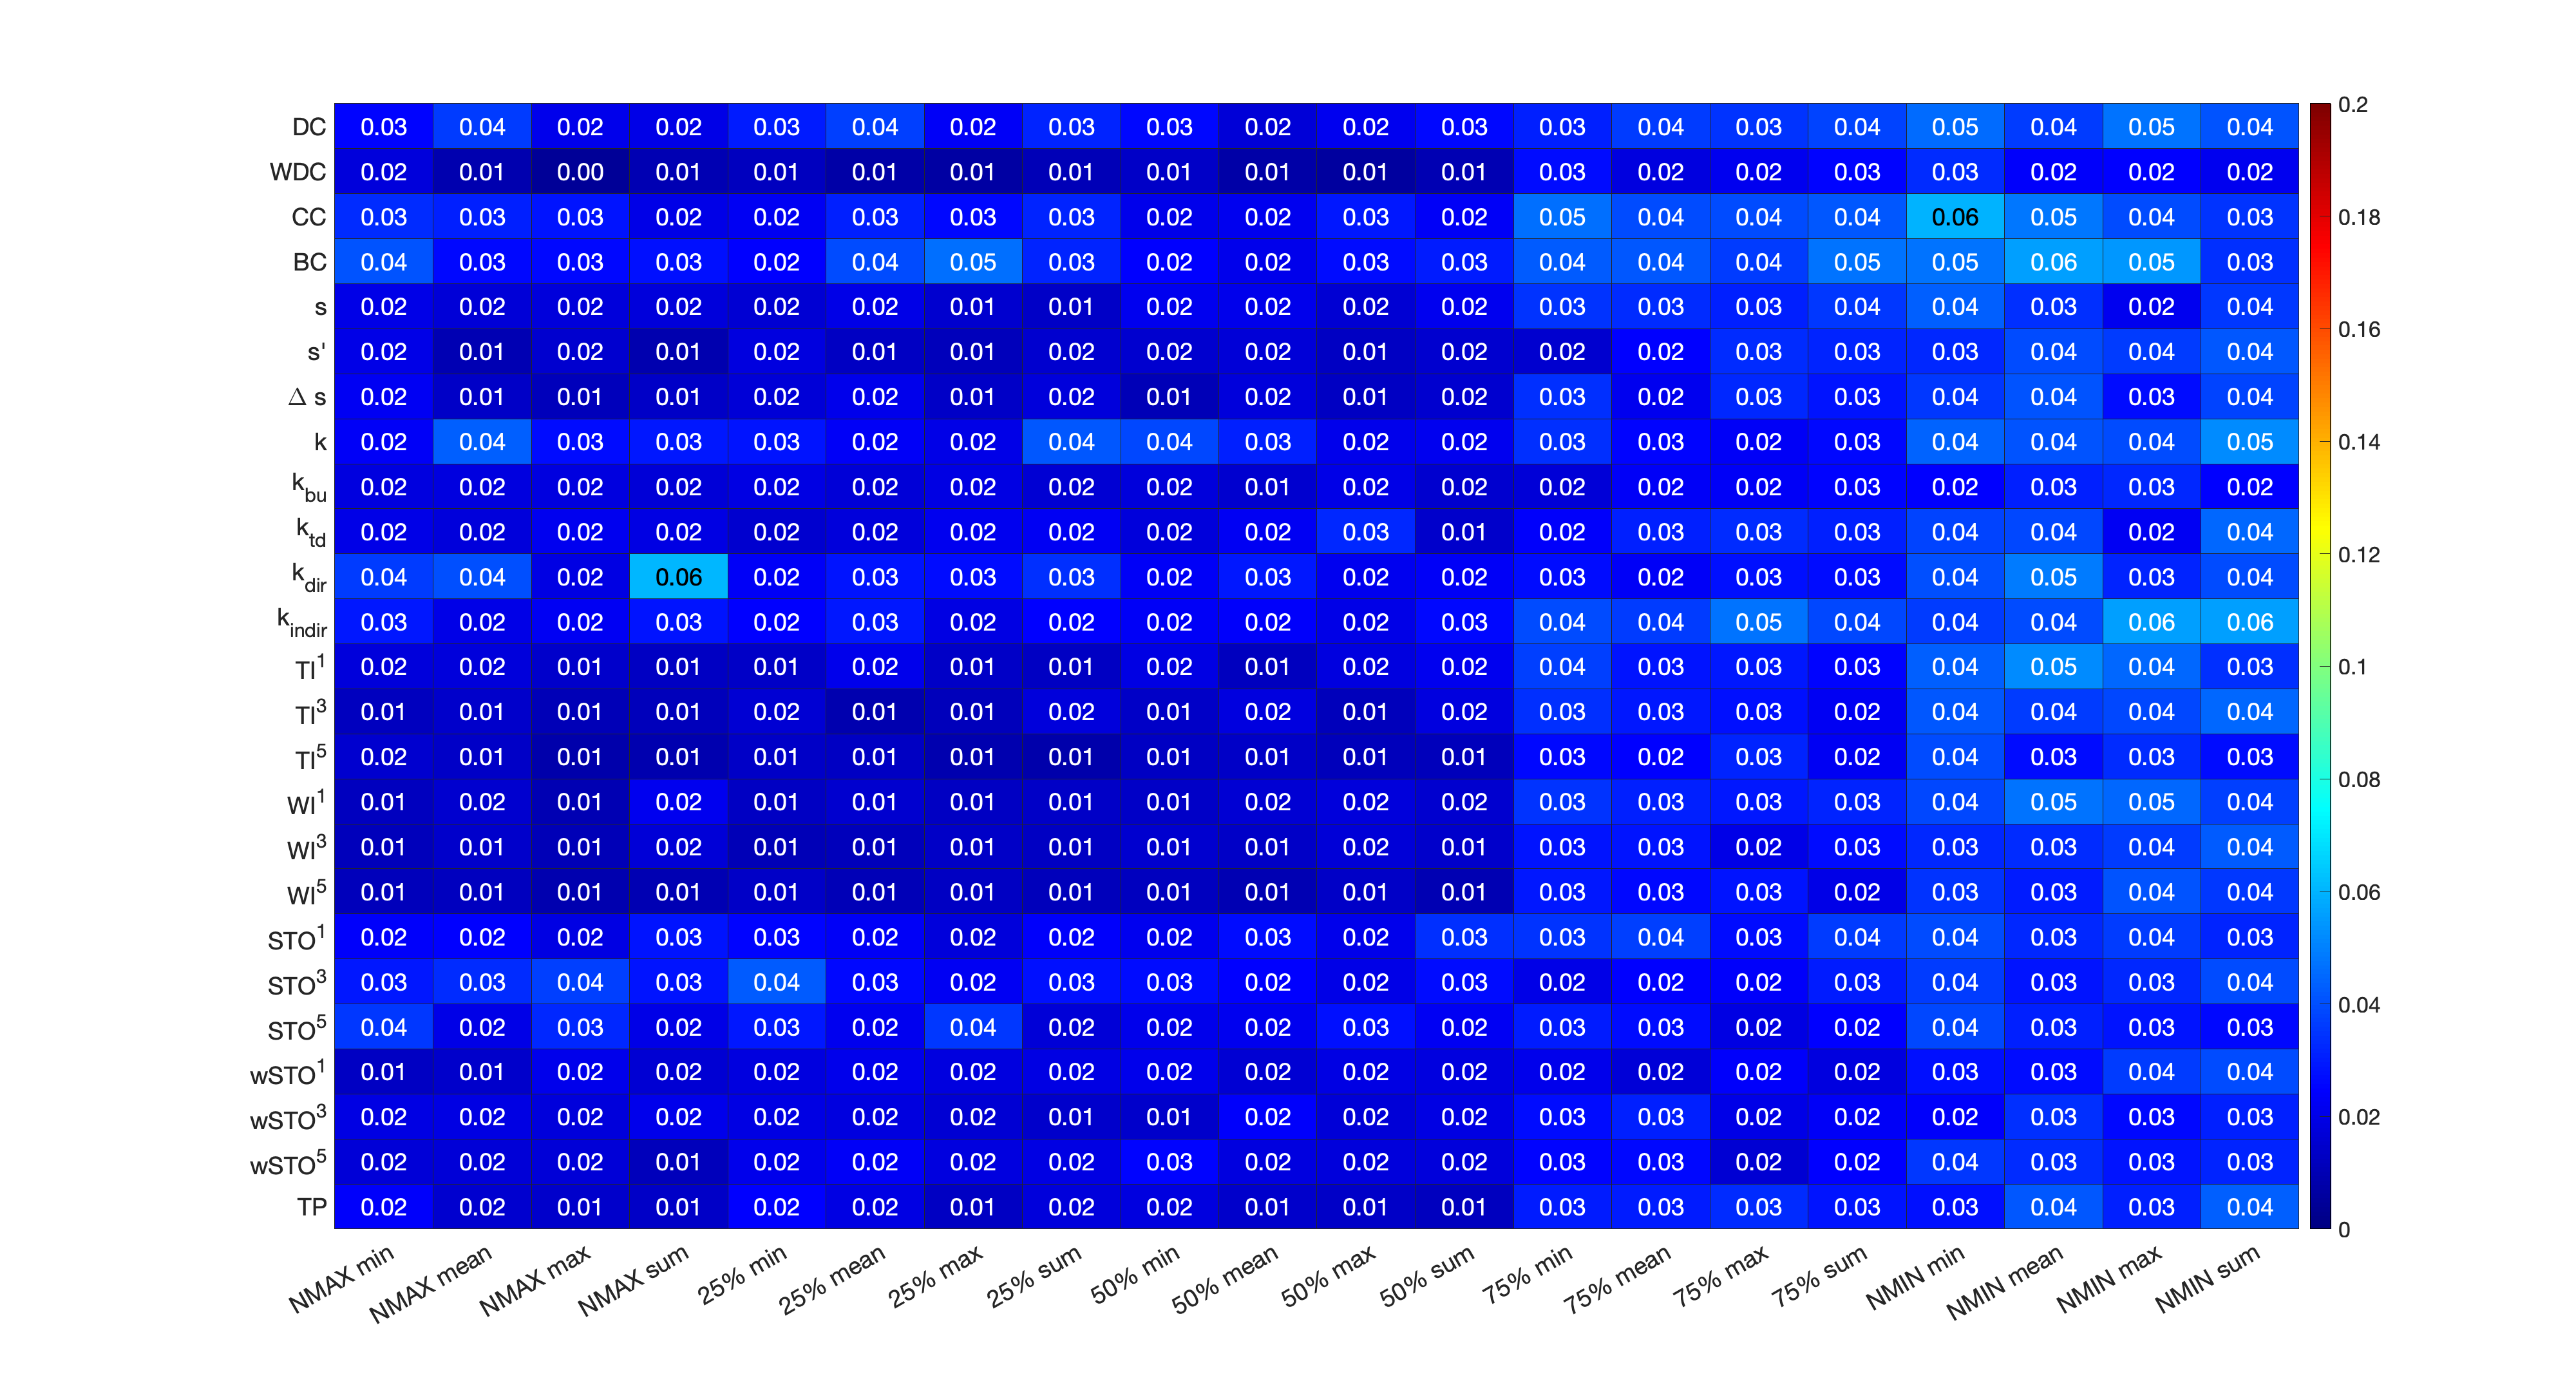 DC 0.03 0.04 0.02 0.02 0.03 0.04 0.02 0.03 0.03 0.02 0.02 0.03 0.03 0.04 0.03 0.04 0.05 0.04 0.05 0.04
WDC 0.02 0.01 0.00 0.01 0.01 0.01 0.01 0.01 0.01 0.01 0.01 0.01 0.03 0.02 0.02 0.03 0.03 0.02 0.02 0.02
CC 0.03 0.03 0.03 0.02 0.02 0.03 0.03 0.03 0.02 0.02 0.03 0.02 0.05 0.04 0.04 0.04 0.06 0.05 0.04 0.03
BC 0.04 0.03 0.03 0.03 0.02 0.04 0.05 0.03 0.02 0.02 0.03 0.03 0.04 0.04 0.04 0.05 0.05 0.06 0.05 0.03
s 0.02 0.02 0.02 0.02 0.02 0.02 0.01 0.01 0.02 0.02 0.02 0.02 0.03 0.03 0.03 0.04 0.04 0.03 0.02 0.04
s' 0.02 0.01 0.01 0.01 0.02 0.01 0.01 0.02 0.02 0.02 0.01 0.02 0.02 0.02 0.03 0.03 0.03 0.04 0.04 0.04
Δ s 0.02 0.01 0.01 0.01 0.02 0.02 0.01 0.02 0.01 0.02 0.01 0.02 0.03 0.02 0.03 0.03 0.04 0.04 0.03 0.04
k 0.02 0.04 0.03 0.03 0.03 0.02 0.02 0.04 0.04 0.03 0.02 0.02 0.03 0.03 0.02 0.03 0.04 0.04 0.04 0.05
k_bu 0.02 0.02 0.02 0.02 0.02 0.02 0.02 0.02 0.02 0.01 0.02 0.02 0.02 0.02 0.02 0.03 0.02 0.03 0.03 0.02
k_td 0.02 0.02 0.02 0.02 0.02 0.02 0.02 0.02 0.02 0.02 0.03 0.01 0.02 0.03 0.03 0.03 0.04 0.04 0.02 0.04
k_dir 0.04 0.04 0.02 0.06 0.02 0.03 0.03 0.03 0.02 0.03 0.02 0.02 0.03 0.02 0.03 0.03 0.04 0.05 0.03 0.04
k_indir 0.03 0.02 0.02 0.03 0.02 0.03 0.02 0.02 0.02 0.02 0.02 0.03 0.04 0.04 0.05 0.04 0.04 0.04 0.06 0.06
TI^1 0.02 0.02 0.01 0.01 0.01 0.02 0.01 0.01 0.02 0.01 0.02 0.02 0.04 0.03 0.03 0.03 0.04 0.05 0.04 0.03
TI^3 0.01 0.01 0.01 0.01 0.02 0.01 0.01 0.02 0.01 0.02 0.01 0.02 0.03 0.03 0.03 0.02 0.04 0.04 0.04 0.04
TI^5 0.02 0.01 0.01 0.01 0.01 0.01 0.01 0.01 0.01 0.01 0.01 0.01 0.03 0.02 0.03 0.02 0.04 0.03 0.03 0.03
WI^1 0.01 0.02 0.01 0.02 0.01 0.01 0.01 0.01 0.01 0.02 0.02 0.02 0.03 0.03 0.03 0.03 0.04 0.05 0.05 0.04
WI^3 0.01 0.01 0.01 0.02 0.01 0.01 0.01 0.01 0.01 0.01 0.02 0.01 0.03 0.03 0.02 0.03 0.03 0.03 0.04 0.04
WI^5 0.01 0.01 0.01 0.01 0.01 0.01 0.01 0.01 0.01 0.01 0.01 0.01 0.03 0.03 0.03 0.02 0.03 0.03 0.04 0.04
STO^1 0.02 0.02 0.02 0.03 0.03 0.02 0.02 0.02 0.02 0.03 0.02 0.03 0.03 0.04 0.03 0.04 0.04 0.03 0.04 0.03
STO^3 0.03 0.03 0.04 0.03 0.04 0.03 0.02 0.03 0.03 0.02 0.02 0.03 0.02 0.02 0.02 0.03 0.04 0.03 0.03 0.04
STO^5 0.04 0.02 0.03 0.02 0.03 0.02 0.04 0.02 0.02 0.02 0.03 0.02 0.03 0.03 0.02 0.02 0.04 0.03 0.03 0.03
wSTO^1 0.01 0.01 0.02 0.02 0.02 0.02 0.02 0.02 0.02 0.02 0.02 0.02 0.02 0.02 0.02 0.02 0.03 0.03 0.04 0.04
wSTO^3 0.02 0.02 0.02 0.02 0.02 0.02 0.02 0.01 0.01 0.02 0.02 0.02 0.03 0.03 0.02 0.02 0.02 0.03 0.03 0.03
wSTO^5 0.02 0.02 0.02 0.01 0.02 0.02 0.02 0.02 0.03 0.02 0.02 0.02 0.03 0.03 0.02 0.02 0.04 0.03 0.03 0.03
TP 0.02 0.02 0.01 0.01 0.02 0.02 0.01 0.02 0.02 0.01 0.01 0.01 0.03 0.03 0.03 0.03 0.03 0.04 0.03 0.04
NMAX min NMAX mean NMAX max NMAX sum 25% min 25% mean 25% max 25% sum 50% min 50% mean 50% max 50% sum 75% min 75% mean 75% max 75% sum NMIN min NMIN mean NMIN max NMIN sum
0.2
0.18
0.16
0.14
0.12
0.1
0.08
0.06
0.04
0.02
0